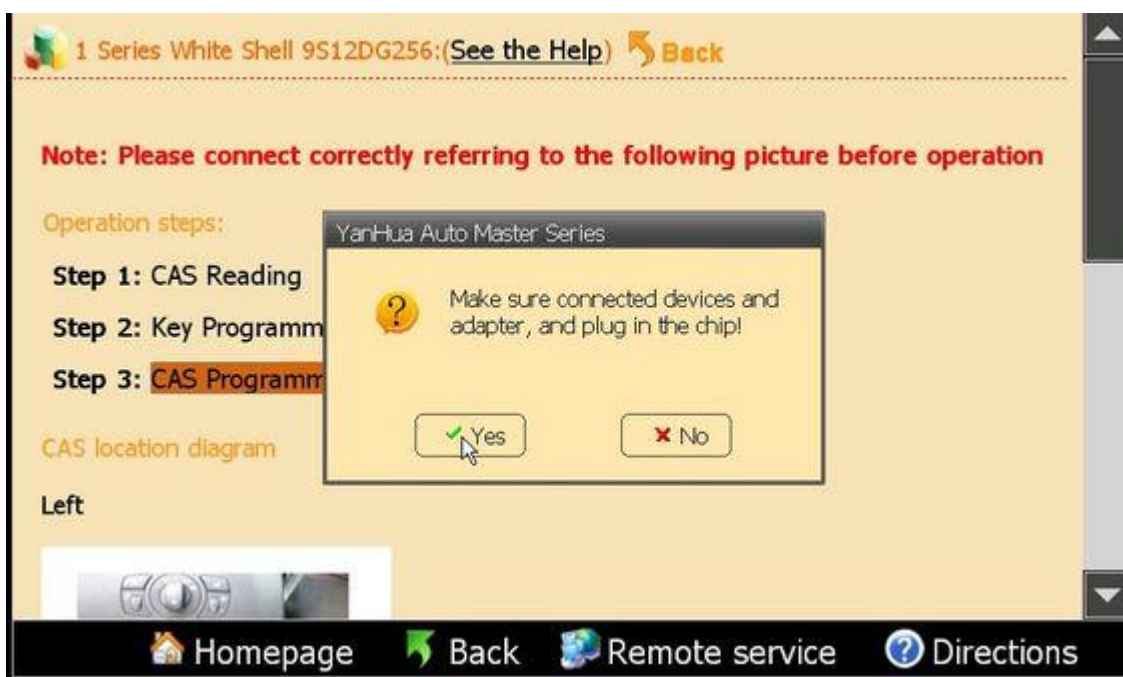 1 Series White Shell 9S12DG256:(See the Help) Back
Note: Please connect correctly referring to the following picture before operation
Operation steps:
Step 1: CAS Reading
Step 2: Key Programm
Step 3: CAS Programm
YanHua Auto Master Series
Make sure connected devices and
adapter, and plug in the chip!
Yes
No
CAS location diagram
Left
Homepage Back Remote service Directions